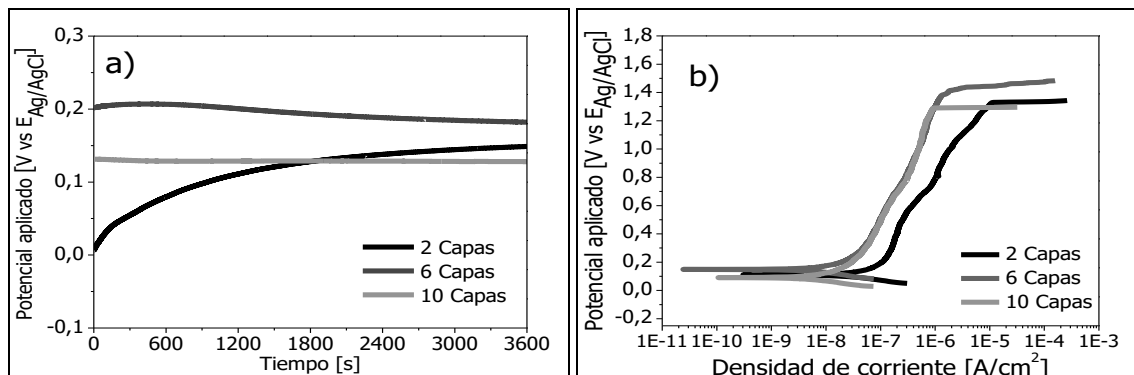 a)
Potencial aplicado [V vs E_Ag/AgCl]
0,3
0,2
0,1
0,0
-0,1
2 Capas
6 Capas
10 Capas
0 600 1200 1800 2400 3000 3600
Tiempo [s]
b)
Potencial aplicado [V vs E_Ag/AgCl]
1,8
1,6
1,4
1,2
1,0
0,8
0,6
0,4
0,2
0,0
-0,2
2 Capas
6 Capas
10 Capas
1E-11 1E-10 1E-9 1E-8 1E-7 1E-6 1E-5 1E-4 1E-3
Densidad de corriente [A/cm²]